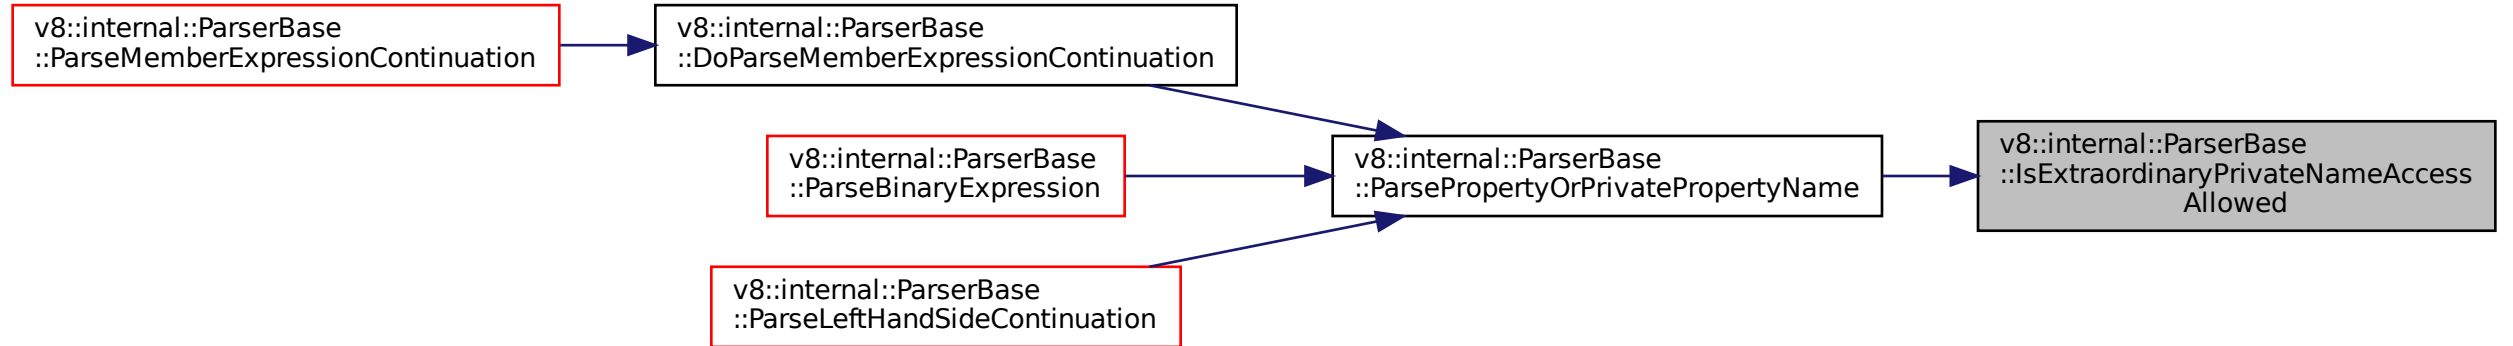 v8::internal::ParserBase
::ParseMemberExpressionContinuation
v8::internal::ParserBase
::DoParseMemberExpressionContinuation
v8::internal::ParserBase
::ParseBinaryExpression
v8::internal::ParserBase
::ParseLeftHandSideContinuation
v8::internal::ParserBase
::ParsePropertyOrPrivatePropertyName
v8::internal::ParserBase
::IsExtraordinaryPrivateNameAccess
Allowed